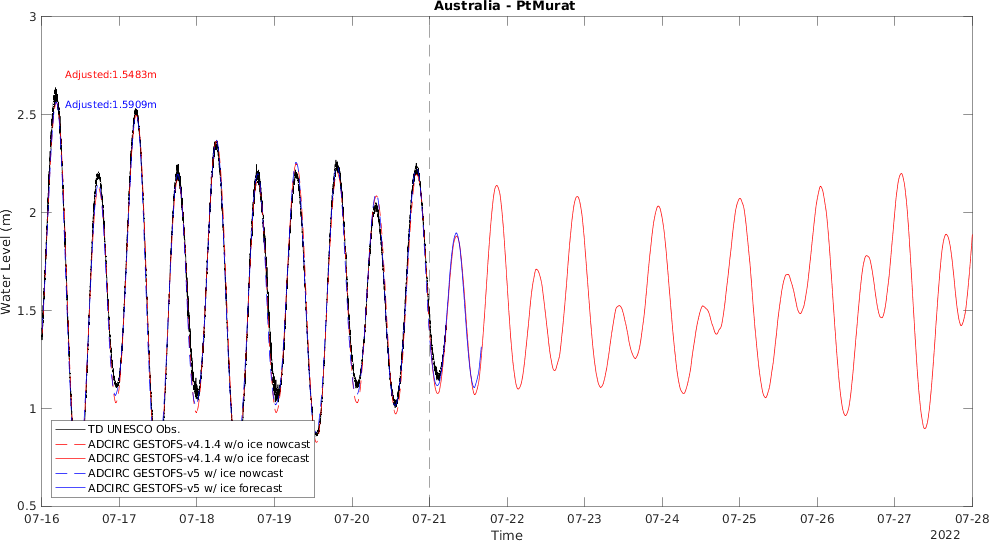 Australia - PtMurat
3
2.5
2
1.5
1
0.5
Water Level (m)
Adjusted:1.5483m
Adjusted:1.5909m
TD UNESCO Obs.
ADCIRC GESTOFS-v4.1.4 w/o ice nowcast
ADCIRC GESTOFS-v4.1.4 w/o ice forecast
ADCIRC GESTOFS-v5 w/ ice nowcast
ADCIRC GESTOFS-v5 w/ ice forecast
07-16 07-17 07-18 07-19 07-20 07-21 07-22 07-23 07-24 07-25 07-26 07-27 07-28
Time
2022